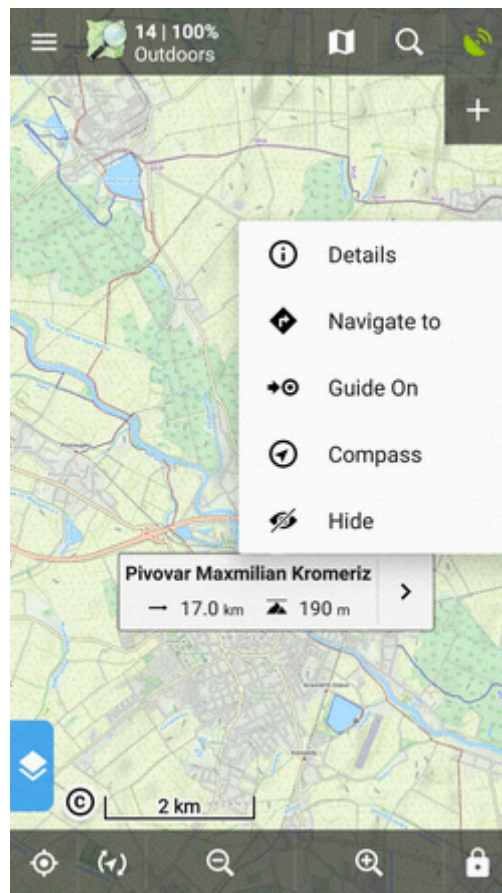 14 | 100%
Outdoors
Details
Navigate to
Guide On
Compass
Hide
Pivovar Maxmilian Kromeriz
17.0 km 190 m
© 2 km